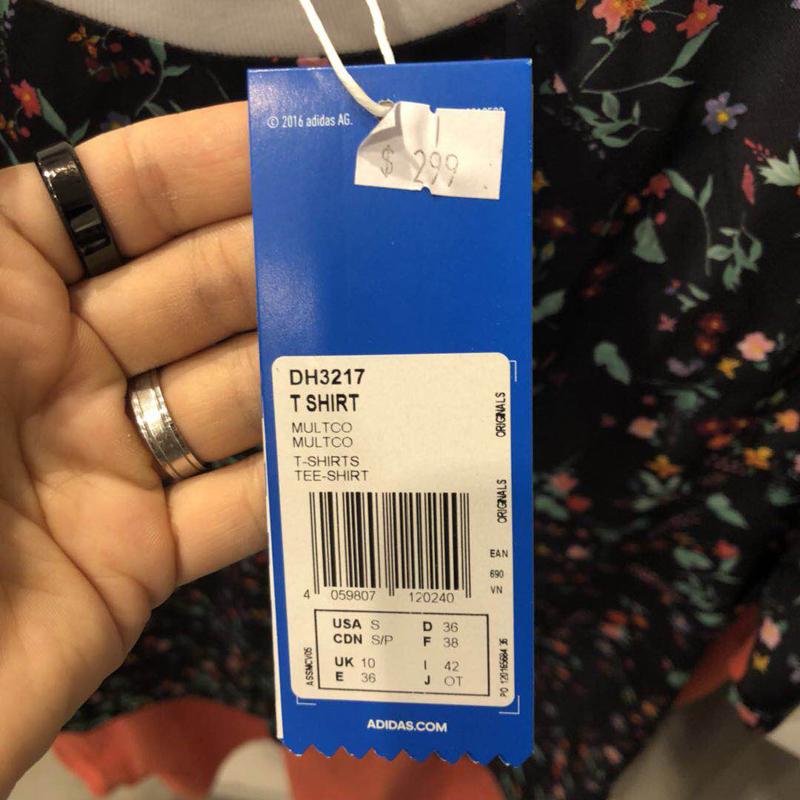 © 2016 adidas AG.
$ 299
DH3217
T SHIRT
MULTCO
MULTCO
T-SHIRTS
TEE-SHIRT
ORIGINALS
ORIGINALS
EAN
690
VN
4 059807 120240
USA S D 36
CDN S/P F 38
UK 10 I 42
E 36 J OT
ASSMCV05
ADIDAS.COM